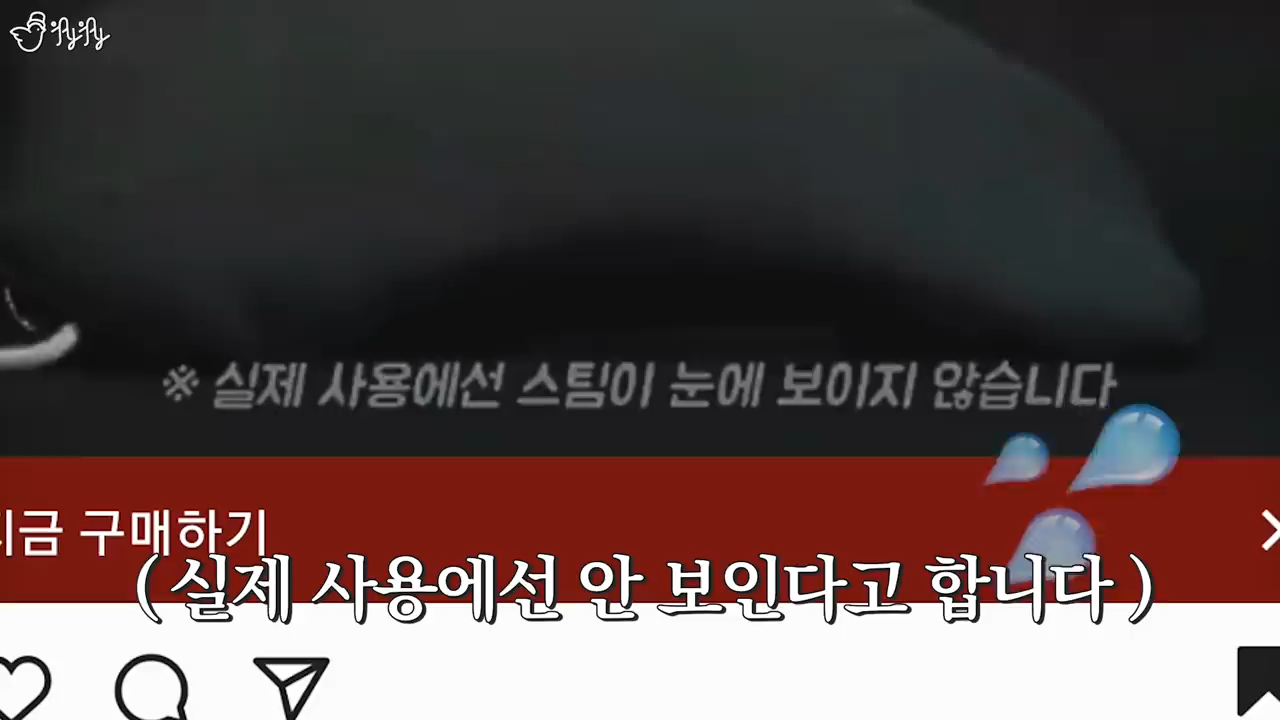 ※ 실제 사용에선 스팀이 눈에 보이지 않습니다
지금 구매하기
(실제 사용에선 안 보인다고 합니다)